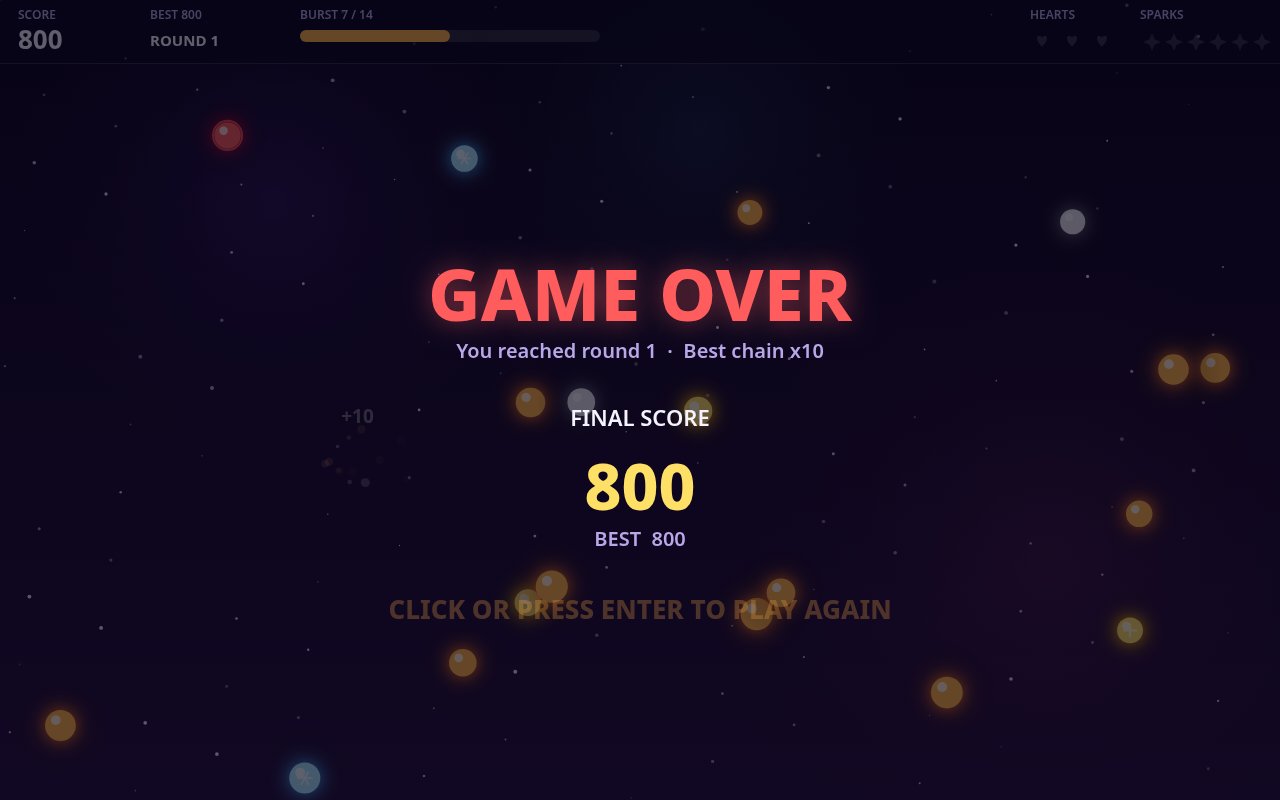 SCORE
BEST 800
BURST 7 / 14
HEARTS
SPARKS
800
ROUND 1
GAME OVER
You reached round 1 · Best chain x10
+10
FINAL SCORE
800
BEST 800
CLICK OR PRESS ENTER TO PLAY AGAIN